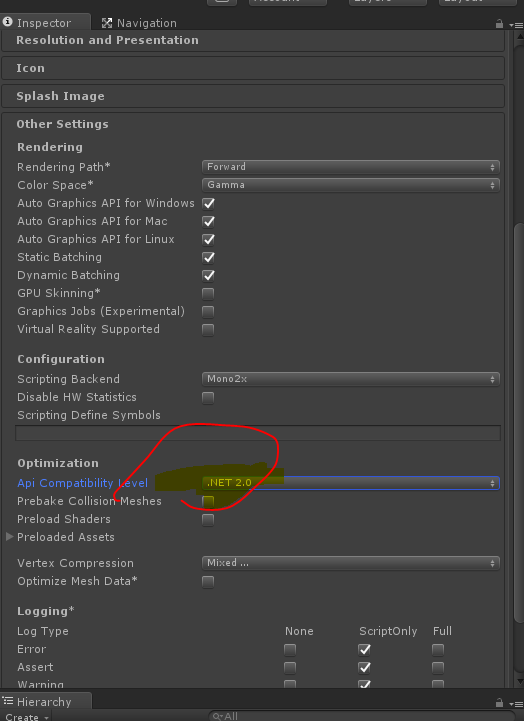 Account
Layers
Layout
Inspector Navigation
Resolution and Presentation
Icon
Splash Image
Other Settings
Rendering
Rendering Path* Forward
Color Space* Gamma
Auto Graphics API for Windows
Auto Graphics API for Mac
Auto Graphics API for Linux
Static Batching
Dynamic Batching
GPU Skinning*
Graphics Jobs (Experimental)
Virtual Reality Supported
Configuration
Scripting Backend Mono2x
Disable HW Statistics
Scripting Define Symbols
Optimization
Api Compatibility Level .NET 2.0
Prebake Collision Meshes
Preload Shaders
Preloaded Assets
Vertex Compression Mixed ...
Optimize Mesh Data*
Logging*
Log Type None ScriptOnly Full
Error
Assert
Warning
Hierarchy
Create All